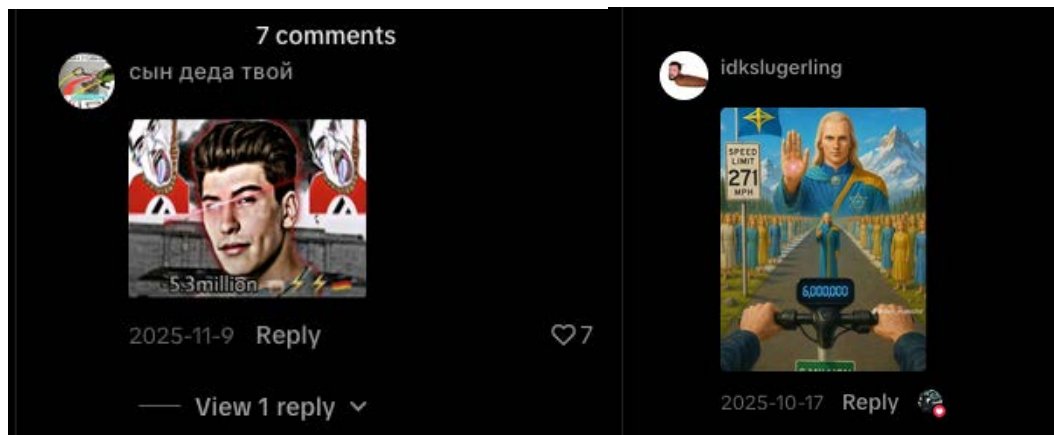 7 comments
сын деда твой
-5.3million
2025-11-9 Reply
7
View 1 reply
idkslugerling
SPEED
LIMIT
271
MPH
6,000,000
2025-10-17 Reply